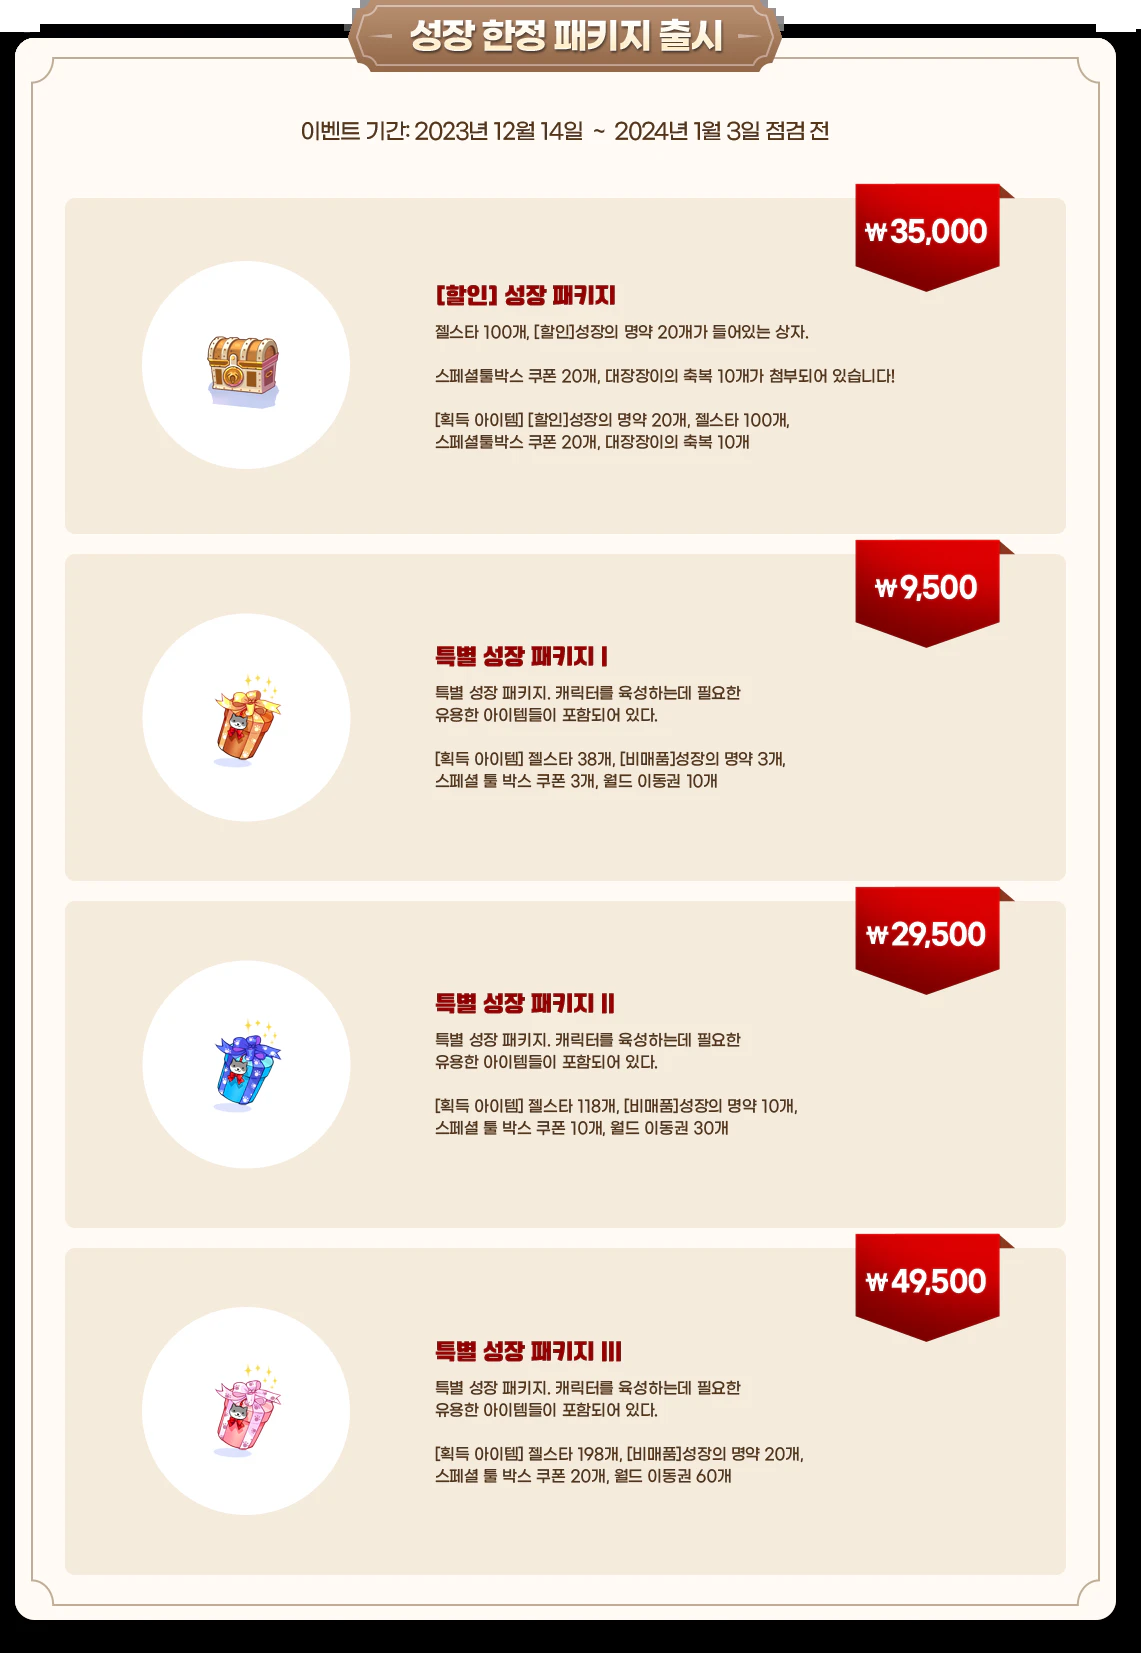 성장 한정 패키지 출시
이벤트 기간: 2023년 12월 14일 ~ 2024년 1월 3일 점검 전
₩35,000
[할인] 성장 패키지
젤스타 100개, [할인]성장의 명약 20개가 들어있는 상자.
스페셜툴박스 쿠폰 20개, 대장장이의 축복 10개가 첨부되어 있습니다!
[획득 아이템] [할인]성장의 명약 20개, 젤스타 100개,
스페셜툴박스 쿠폰 20개, 대장장이의 축복 10개
₩9,500
특별 성장 패키지 I
특별 성장 패키지. 캐릭터를 육성하는데 필요한
유용한 아이템들이 포함되어 있다.
[획득 아이템] 젤스타 38개, [비매품]성장의 명약 3개,
스페셜 툴 박스 쿠폰 3개, 월드 이동권 10개
₩29,500
특별 성장 패키지 II
특별 성장 패키지. 캐릭터를 육성하는데 필요한
유용한 아이템들이 포함되어 있다.
[획득 아이템] 젤스타 118개, [비매품]성장의 명약 10개,
스페셜 툴 박스 쿠폰 10개, 월드 이동권 30개
₩49,500
특별 성장 패키지 III
특별 성장 패키지. 캐릭터를 육성하는데 필요한
유용한 아이템들이 포함되어 있다.
[획득 아이템] 젤스타 198개, [비매품]성장의 명약 20개,
스페셜 툴 박스 쿠폰 20개, 월드 이동권 60개